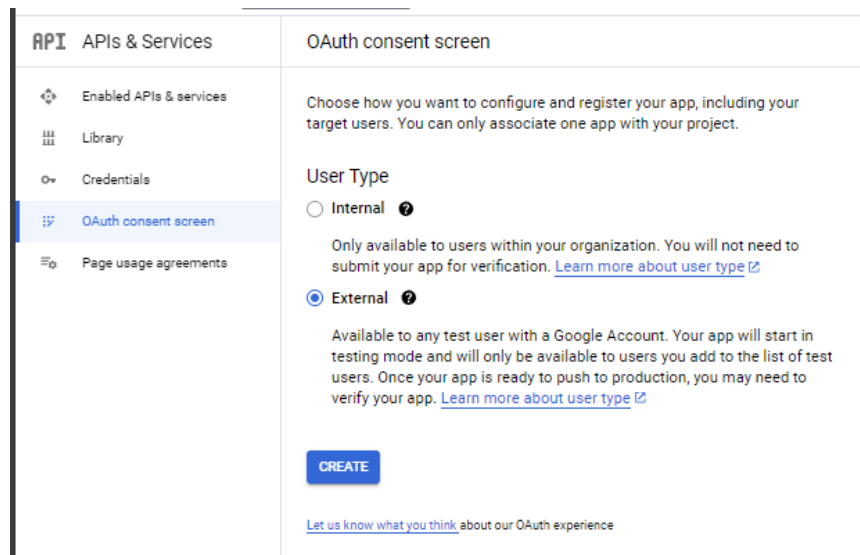 API APIs & Services
OAuth consent screen
Enabled APIs & services
Library
Credentials
OAuth consent screen
Page usage agreements
Choose how you want to configure and register your app, including your
target users. You can only associate one app with your project.
User Type
Internal
Only available to users within your organization. You will not need to
submit your app for verification. Learn more about user type
External
Available to any test user with a Google Account. Your app will start in
testing mode and will only be available to users you add to the list of test
users. Once your app is ready to push to production, you may need to
verify your app. Learn more about user type
CREATE
Let us know what you think about our OAuth experience